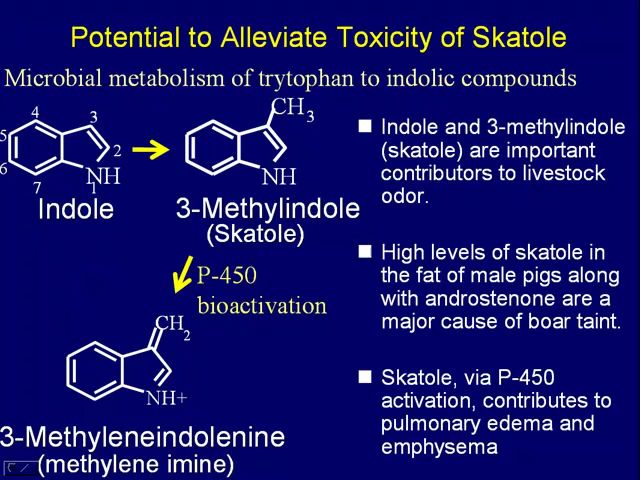 Potential to Alleviate Toxicity of Skatole
Microbial metabolism of trytophan to indolic compounds
4
3
5
2
6
7
1
NH
Indole
CH3
NH
3-Methylindole
(Skatole)
P-450
bioactivation
CH2
NH+
3-Methyleneindolenine
(methylene imine)
Indole and 3-methylindole
(skatole) are important
contributors to livestock
odor.
High levels of skatole in
the fat of male pigs along
with androstenone are a
major cause of boar taint.
Skatole, via P-450
activation, contributes to
pulmonary edema and
emphysema